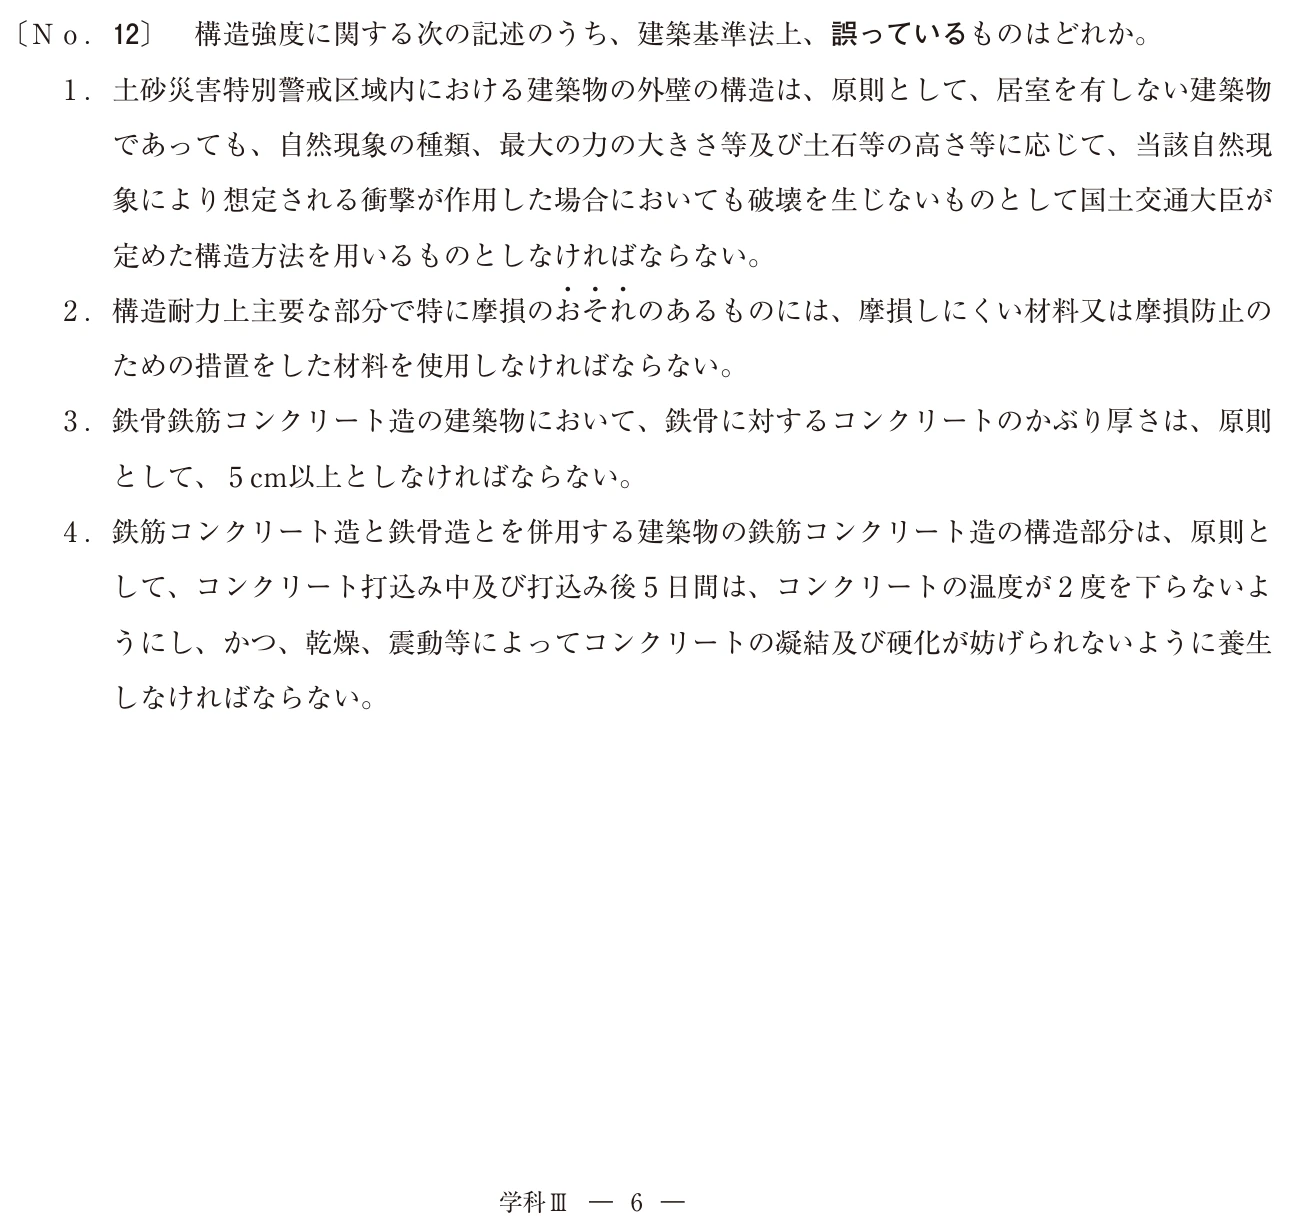 〔Ｎｏ．12〕　構造強度に関する次の記述のうち、建築基準法上、誤っているものはどれか。
１．土砂災害特別警戒区域内における建築物の外壁の構造は、原則として、居室を有しない建築物
であっても、自然現象の種類、最大の力の大きさ等及び土石等の高さ等に応じて、当該自然現
象により想定される衝撃が作用した場合においても破壊を生じないものとして国土交通大臣が
定めた構造方法を用いるものとしなければならない。
２．構造耐力上主要な部分で特に摩損のおそれのあるものには、摩損しにくい材料又は摩損防止の
ための措置をした材料を使用しなければならない。
３．鉄骨鉄筋コンクリート造の建築物において、鉄骨に対するコンクリートのかぶり厚さは、原則
として、５cm以上としなければならない。
４．鉄筋コンクリート造と鉄骨造とを併用する建築物の鉄筋コンクリート造の構造部分は、原則と
して、コンクリート打込み中及び打込み後５日間は、コンクリートの温度が２度を下らないよ
うにし、かつ、乾燥、震動等によってコンクリートの凝結及び硬化が妨げられないように養生
しなければならない。
学科Ⅲ ― 6 ―